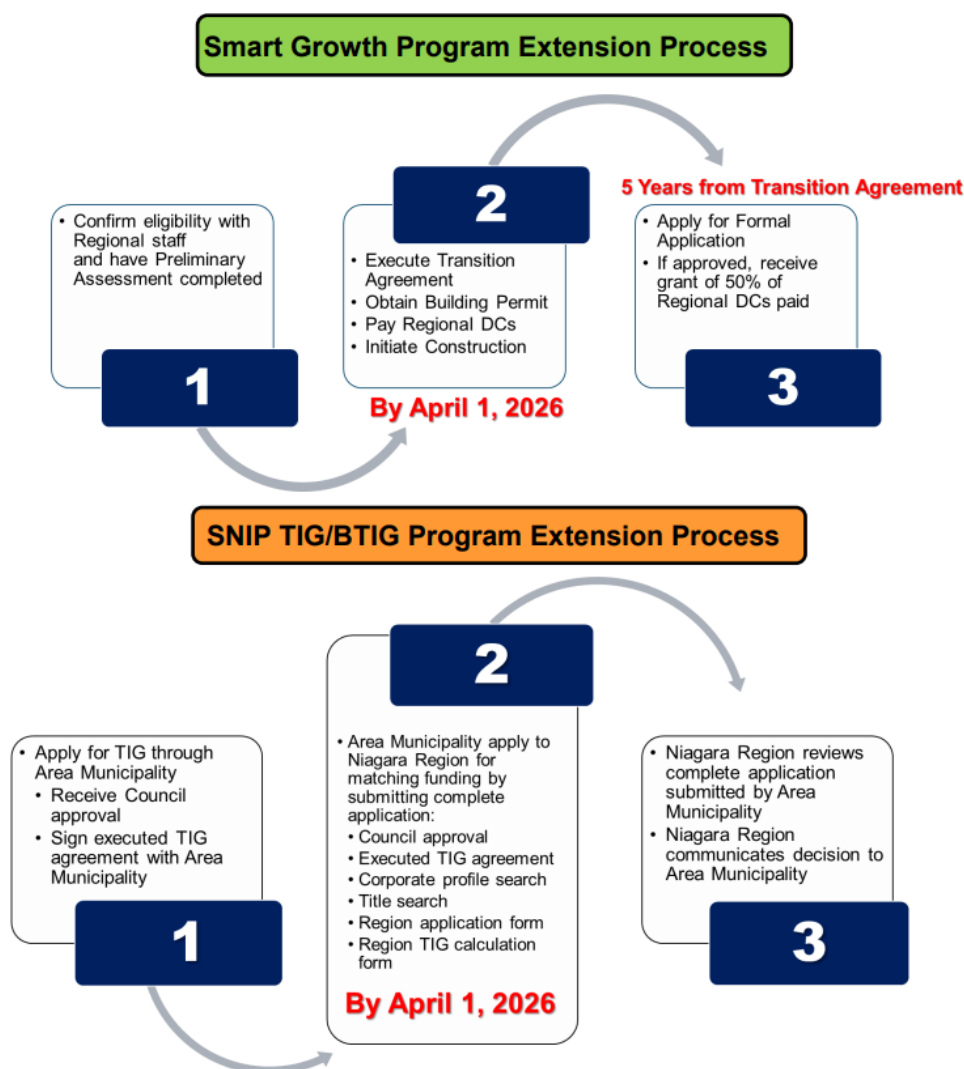 Smart Growth Program Extension Process
• Confirm eligibility with
Regional staff
and have Preliminary
Assessment completed
1
2
• Execute Transition
Agreement
• Obtain Building Permit
• Pay Regional DCs
• Initiate Construction
By April 1, 2026
5 Years from Transition Agreement
• Apply for Formal
Application
• If approved, receive
grant of 50% of
Regional DCs paid
3
SNIP TIG/BTIG Program Extension Process
• Apply for TIG through
Area Municipality
• Receive Council
approval
• Sign executed TIG
agreement with Area
Municipality
1
2
• Area Municipality apply to
Niagara Region for
matching funding by
submitting complete
application:
• Council approval
• Executed TIG agreement
• Corporate profile search
• Title search
• Region application form
• Region TIG calculation
form
By April 1, 2026
• Niagara Region reviews
complete application
submitted by Area
Municipality
• Niagara Region
communicates decision to
Area Municipality
3